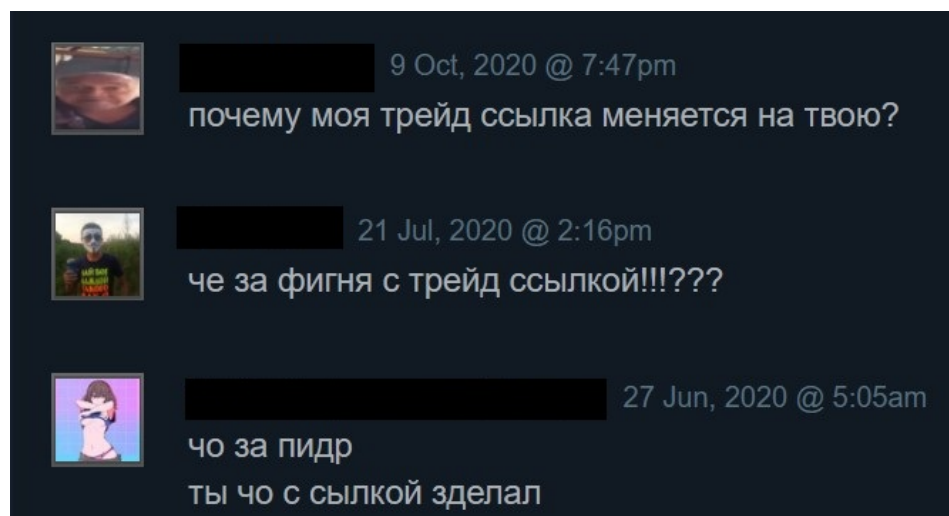 9 Oct, 2020 @ 7:47pm
почему моя трейд ссылка меняется на твою?
21 Jul, 2020 @ 2:16pm
че за фигня с трейд ссылкой!!!???
27 Jun, 2020 @ 5:05am
чо за пидр
ты чо с сылкой зделал